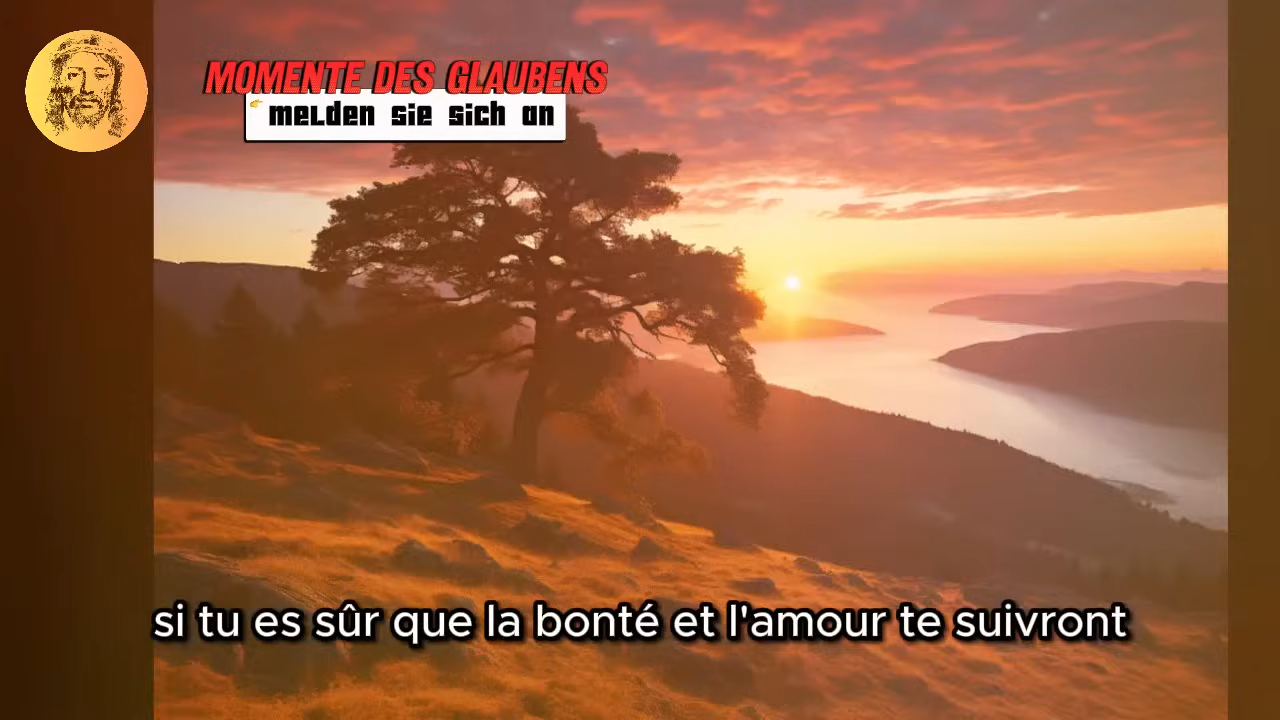 MOMENTE DES GLAUBENS
👉 melden sie sich an
si tu es sûr que la bonté et l'amour te suivront